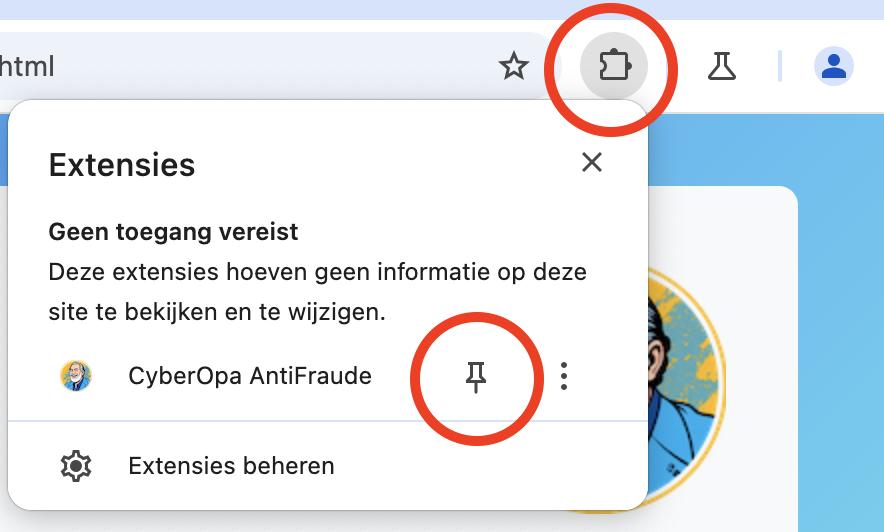 html
Extensies
Geen toegang vereist
Deze extensies hoeven geen informatie op deze
site te bekijken en te wijzigen.
CyberOpa AntiFraude
Extensies beheren